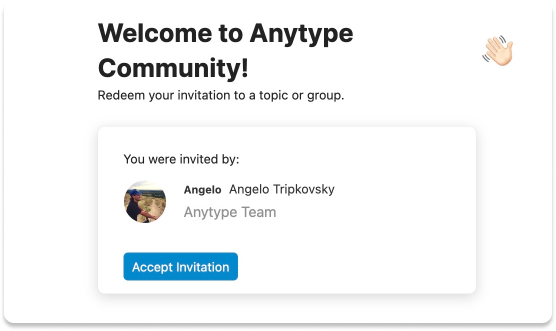 Welcome to Anytype
Community!
Redeem your invitation to a topic or group.
You were invited by:
Angelo Angelo Tripkovsky
Anytype Team
Accept Invitation